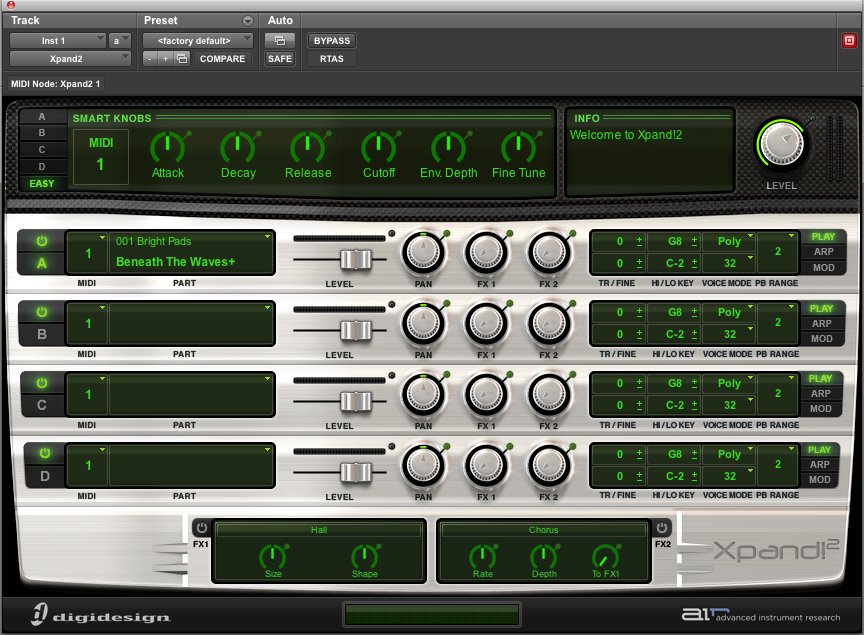 Track Preset Auto
Inst 1 a <factory default> BYPASS
Xpand2 - + COMPARE SAFE RTAS
MIDI Node: Xpand2 1
A
B
C
D
EASY
SMART KNOBS
MIDI
1
Attack Decay Release Cutoff Env. Depth Fine Tune
INFO
Welcome to Xpand!2
LEVEL
A
1
001 Bright Pads
Beneath The Waves+
0 G8 Poly 2
0 C-2 32
PLAY
ARP
MOD
MIDI PART LEVEL PAN FX 1 FX 2 TR / FINE HI / LO KEY VOICE MODE PB RANGE
B
1
0 G8 Poly 2
0 C-2 32
PLAY
ARP
MOD
MIDI PART LEVEL PAN FX 1 FX 2 TR / FINE HI / LO KEY VOICE MODE PB RANGE
C
1
0 G8 Poly 2
0 C-2 32
PLAY
ARP
MOD
MIDI PART LEVEL PAN FX 1 FX 2 TR / FINE HI / LO KEY VOICE MODE PB RANGE
D
1
0 G8 Poly 2
0 C-2 32
PLAY
ARP
MOD
MIDI PART LEVEL PAN FX 1 FX 2 TR / FINE HI / LO KEY VOICE MODE PB RANGE
FX1
Hall
Size Shape
Chorus
Rate Depth To FX1
FX2
Xpand!2
digidesign
air advanced instrument research